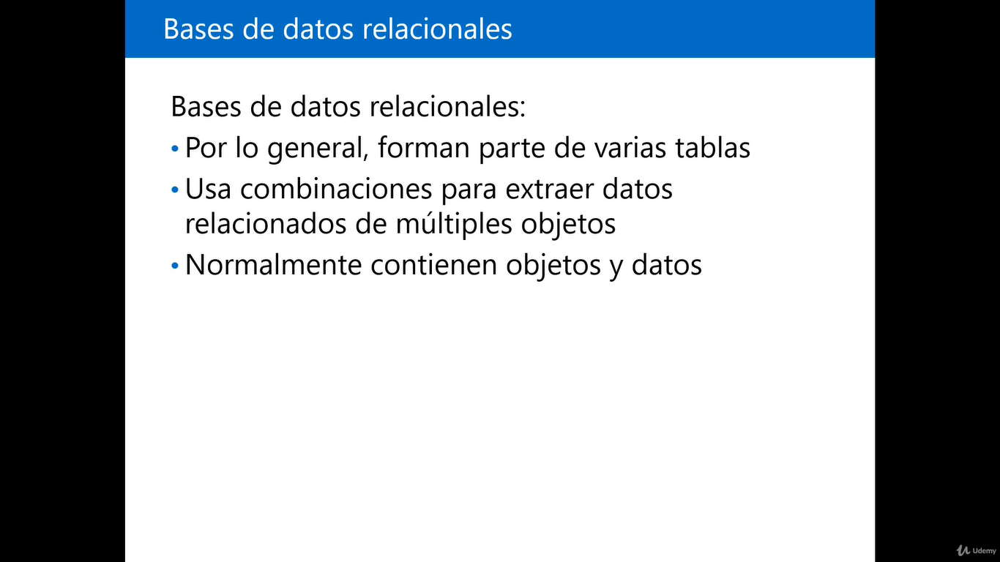 Bases de datos relacionales
Bases de datos relacionales:
• Por lo general, forman parte de varias tablas
• Usa combinaciones para extraer datos
relacionados de múltiples objetos
• Normalmente contienen objetos y datos
Udemy